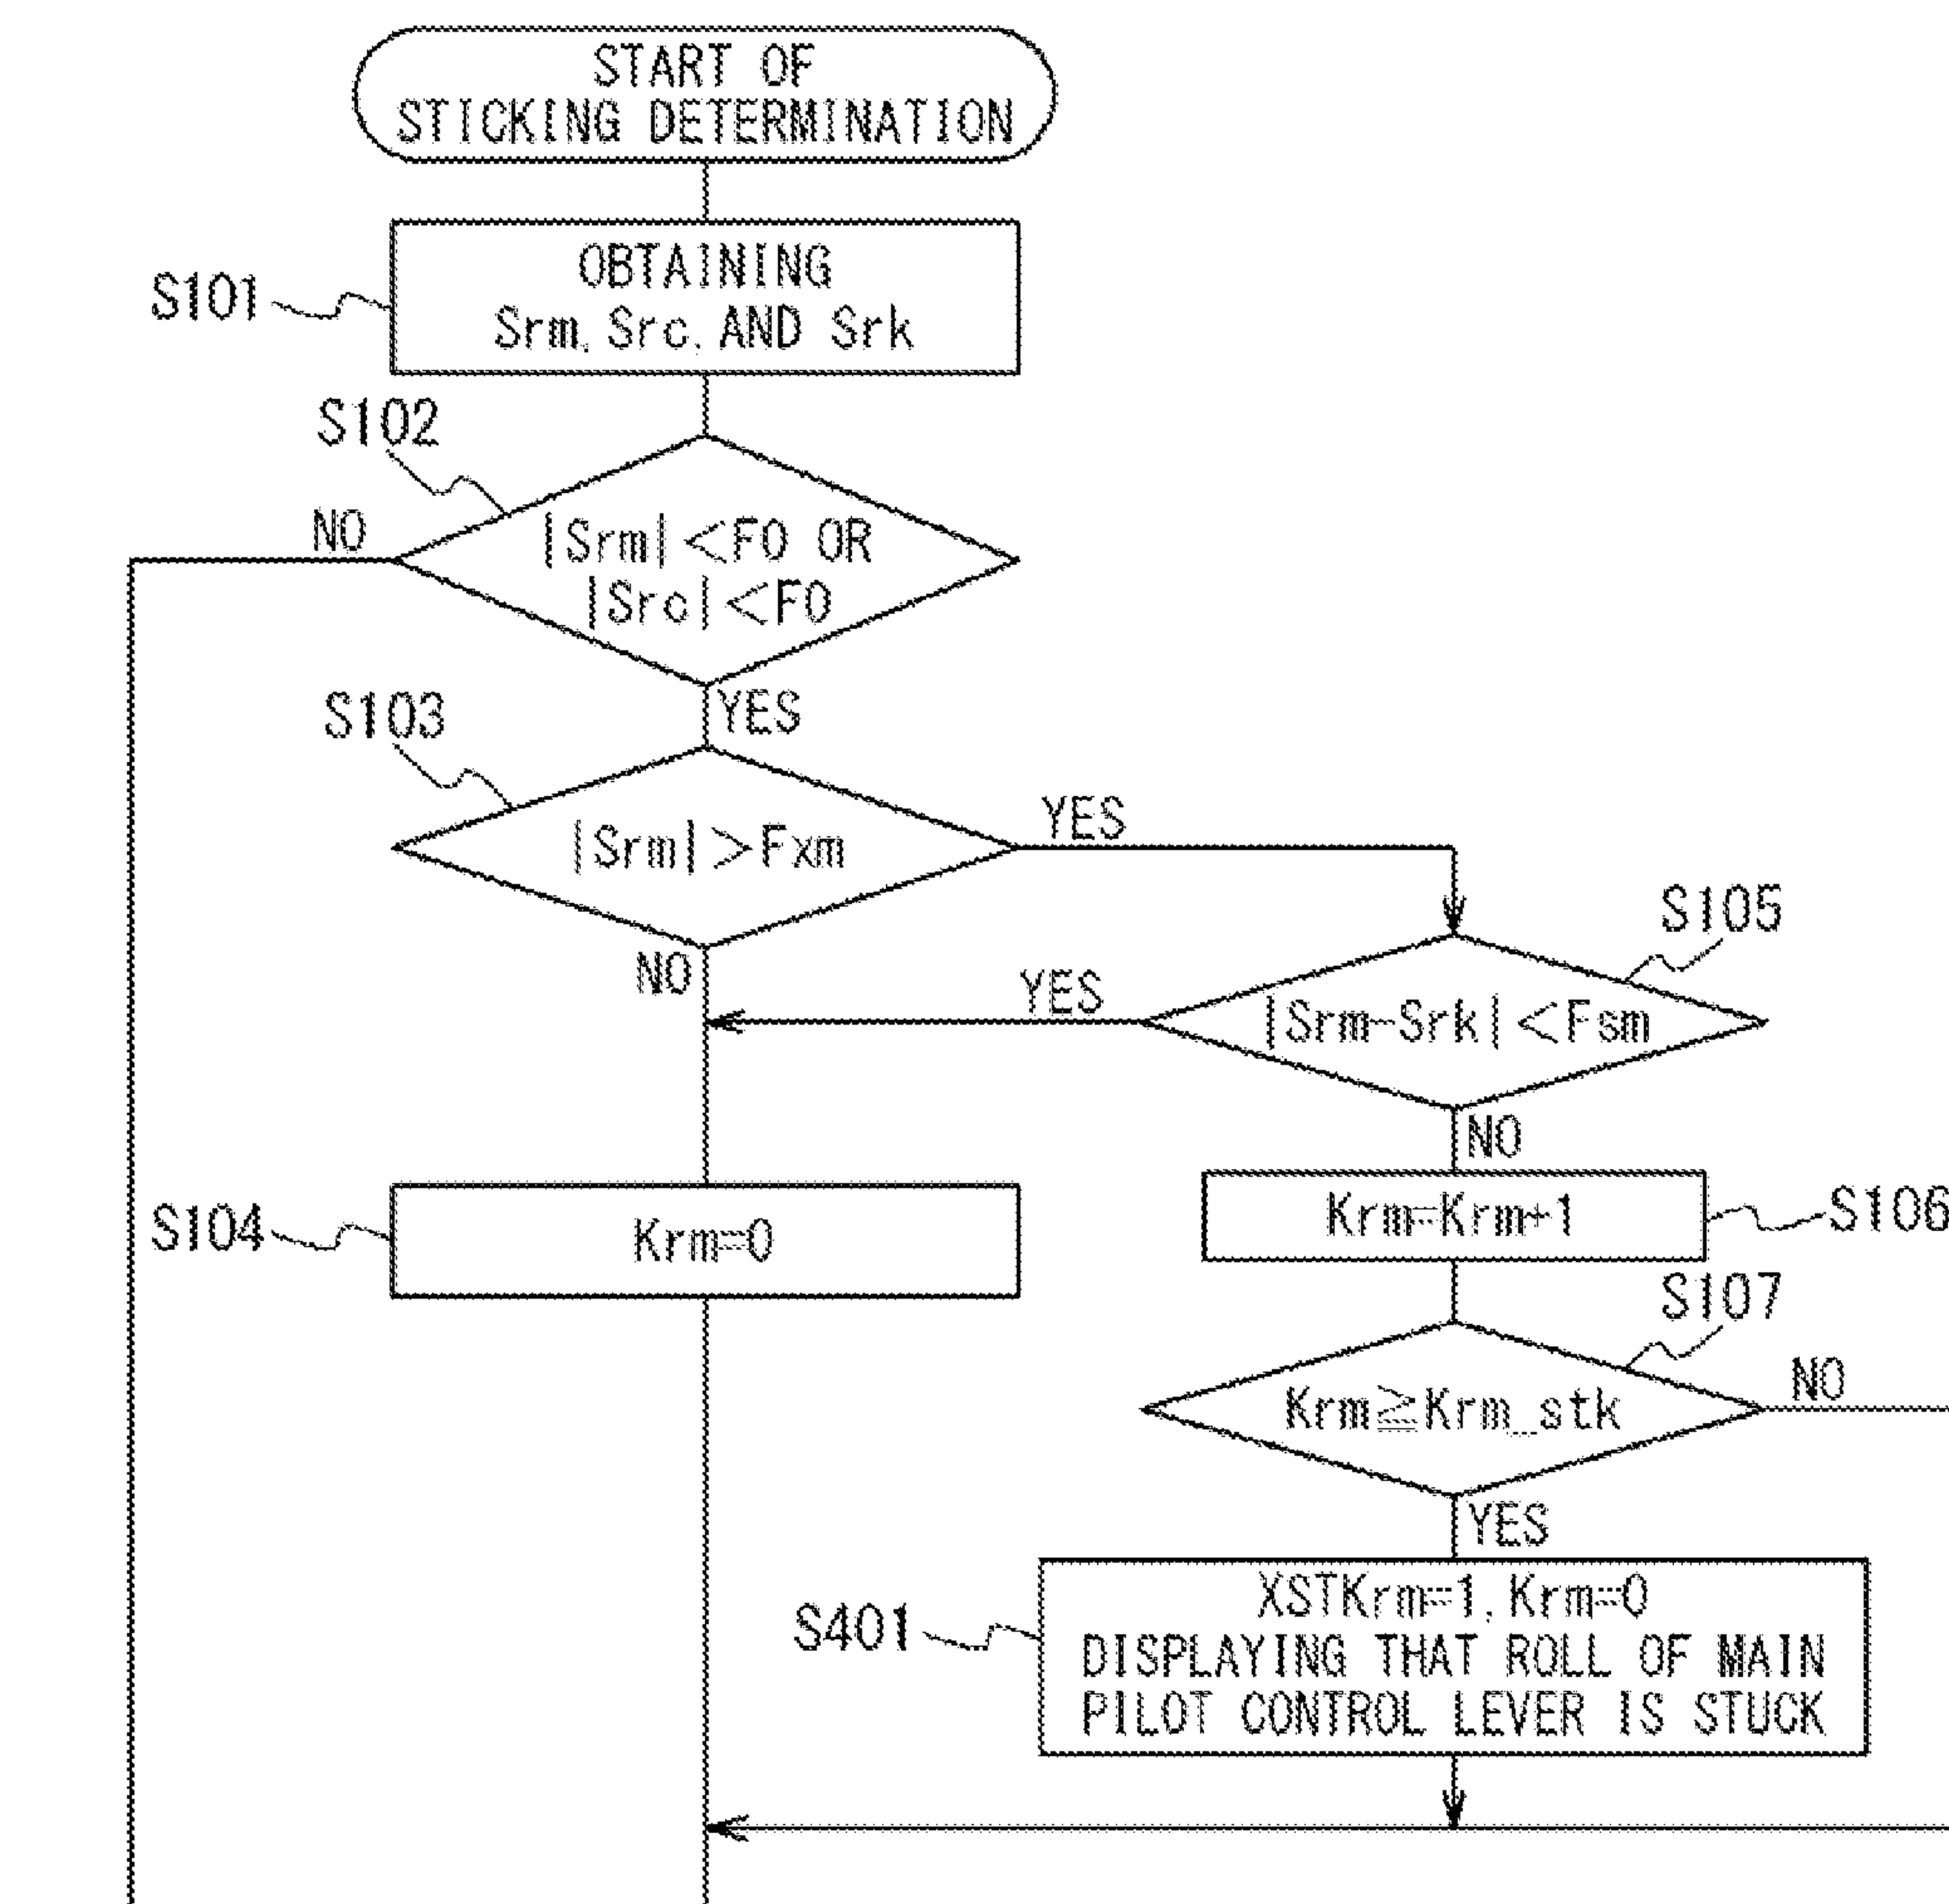 START OF
STICKING DETERMINATION
S101
OBTAINING
Srm, Src, AND Srk
S102
NO
|Srm|<F0 OR
|Src|<F0
YES
S103
|Srm|>Fxm
YES
NO
S105
YES
|Srm-Srk|<Fsm
NO
S104
Krm=0
Krm=Krm+1
S106
S107
Krm≧Krm_stk
NO
YES
S401
XSTKrm=1, Krm=0
DISPLAYING THAT ROLL OF MAIN
PILOT CONTROL LEVER IS STUCK